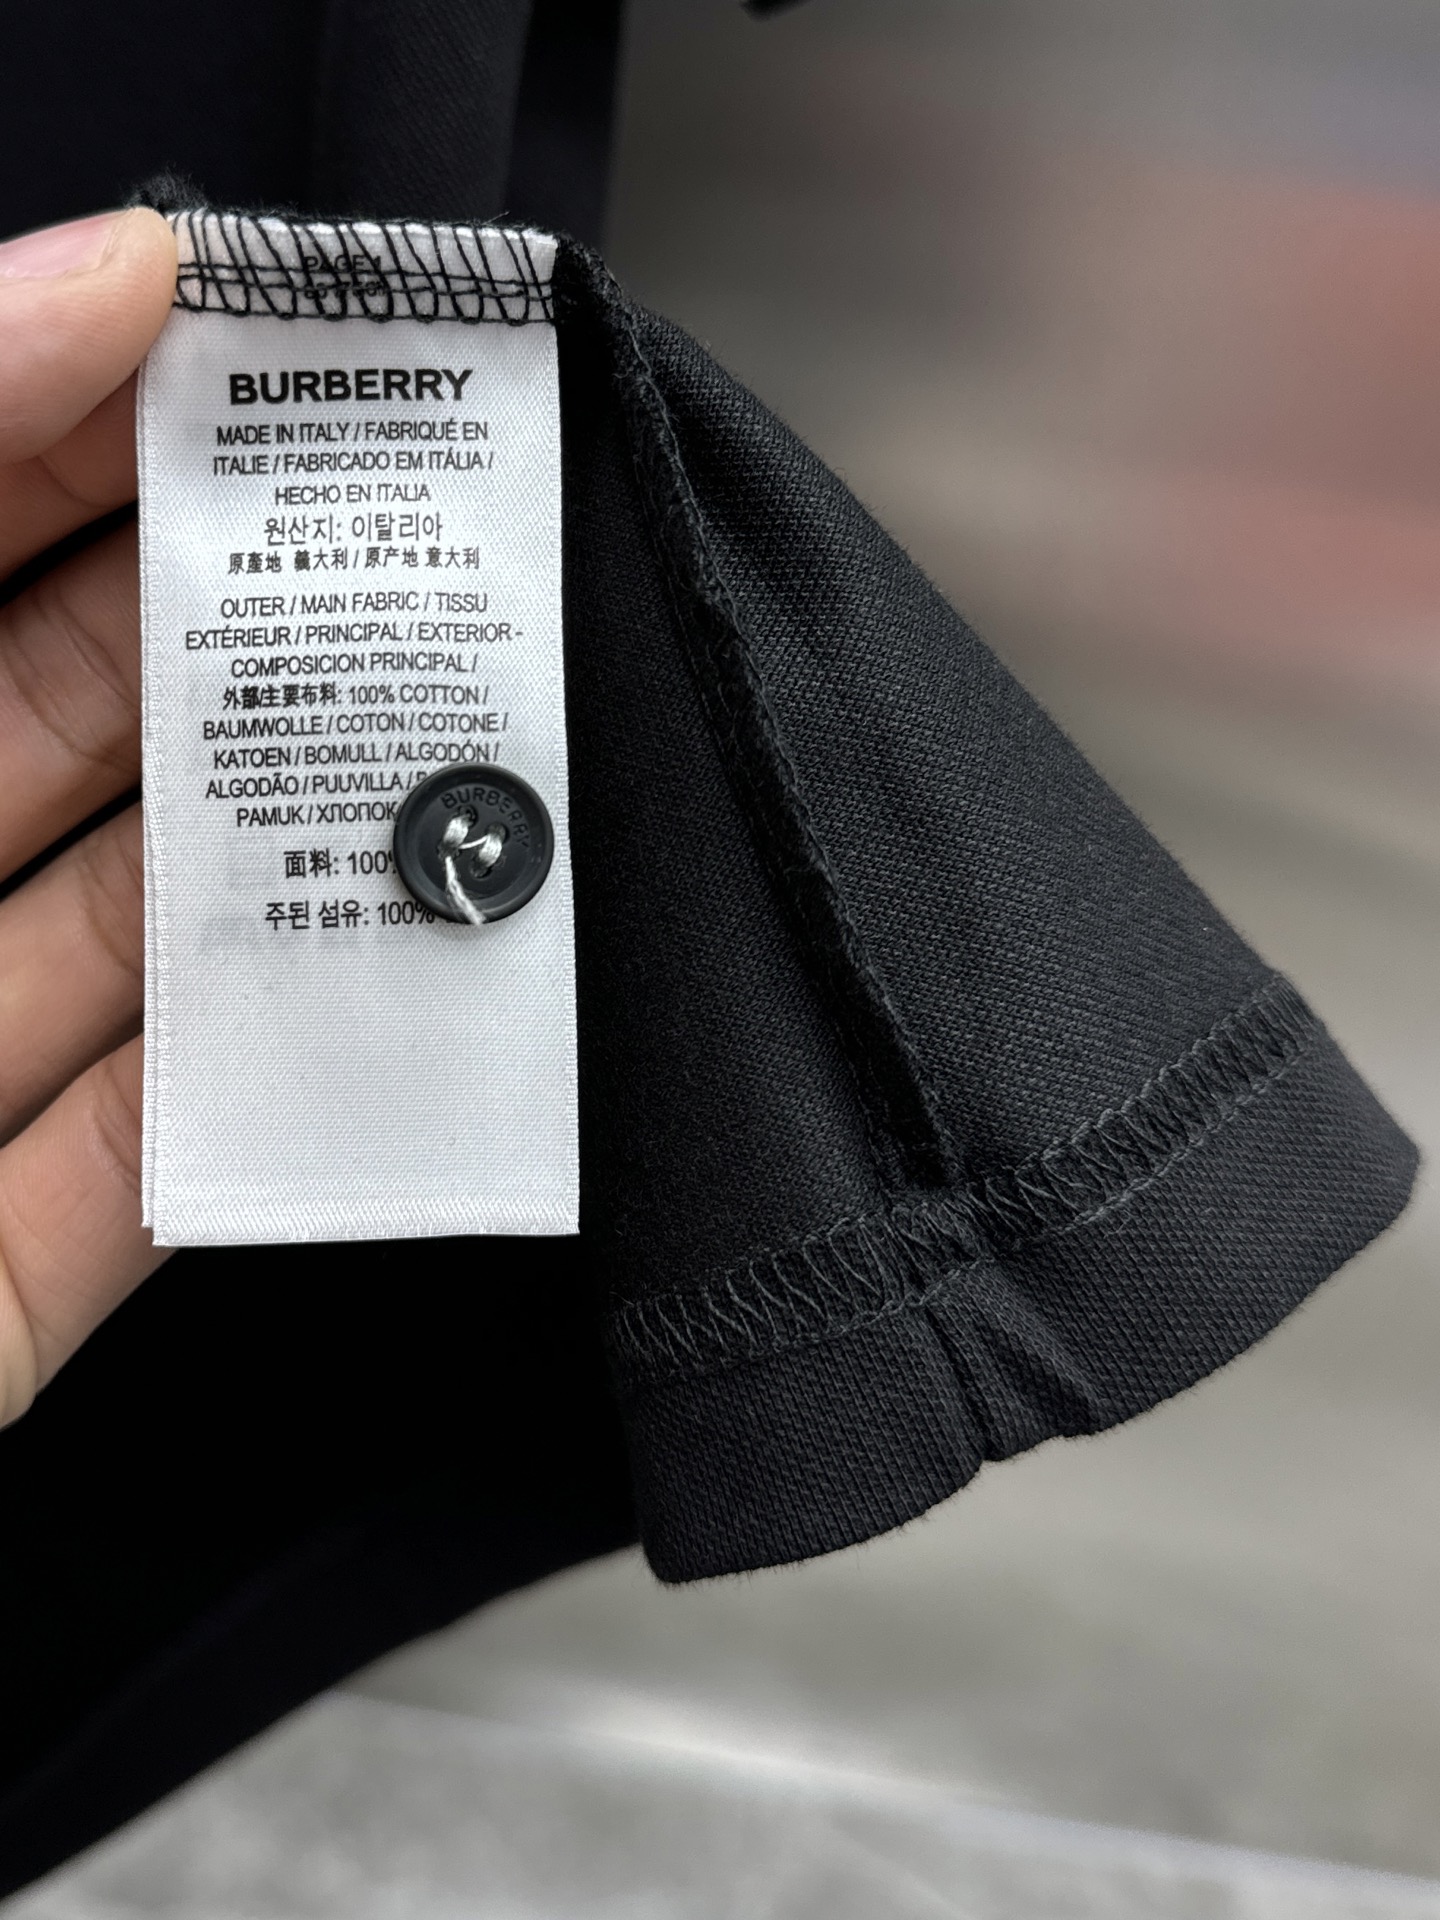 PAGE 1
BURBERRY
MADE IN ITALY / FABRIQUÉ EN
ITALIE / FABRICADO EM ITÁLIA /
HECHO EN ITALIA
원산지: 이탈리아
原產地 義大利 / 原产地 意大利
OUTER / MAIN FABRIC / TISSU
EXTÉRIEUR / PRINCIPAL / EXTERIOR -
COMPOSICION PRINCIPAL /
外部/主要布料: 100% COTTON /
BAUMWOLLE / COTON / COTONE /
KATOEN / BOMULL / ALGODÓN /
ALGODÃO / PUUVILLA /
PAMUK / ХЛОПОК
BURBERRY
面料: 100%
주된 섬유: 100%